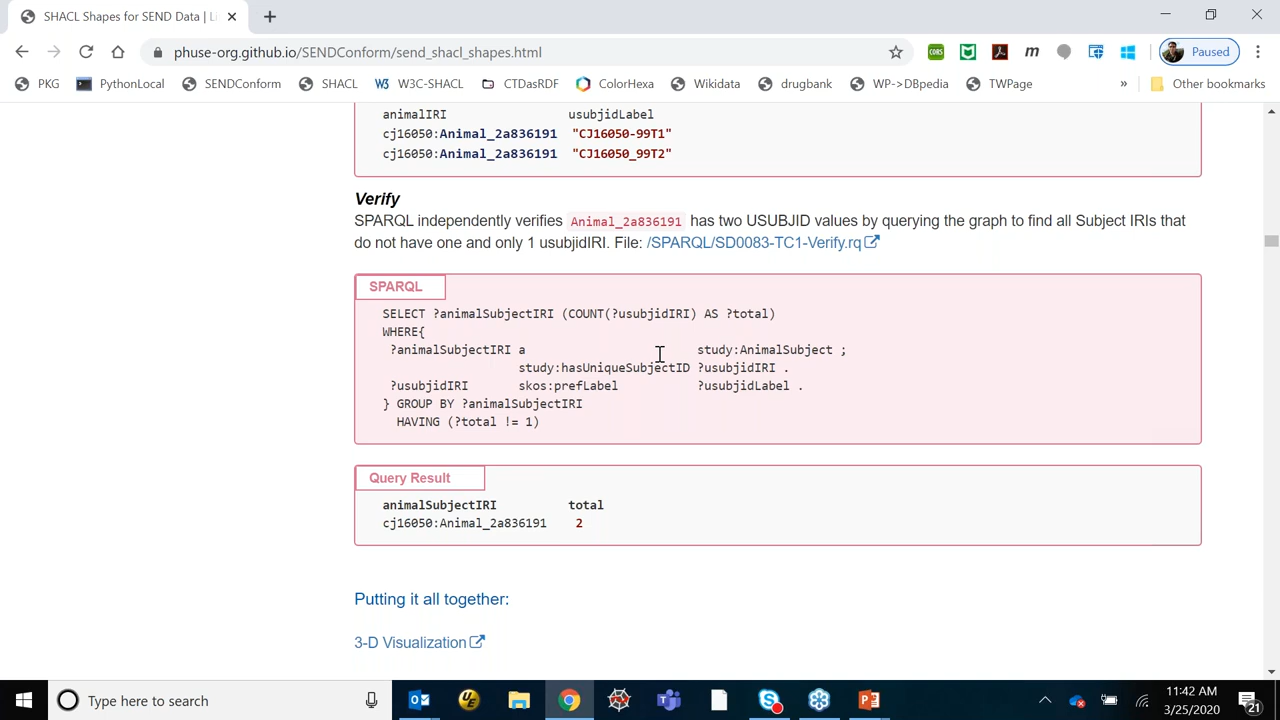 SHACL Shapes for SEND Data | Li
phuse-org.github.io/SENDConform/send_shacl_shapes.html
CORS
m
Paused
PKG PythonLocal SENDConform SHACL W3C-SHACL CTDasRDF ColorHexa Wikidata drugbank WP->DBpedia TWPage » Other bookmarks
animalIRI usubjidLabel
cj16050:Animal_2a836191 "CJ16050-99T1"
cj16050:Animal_2a836191 "CJ16050_99T2"
Verify
SPARQL independently verifies Animal_2a836191 has two USUBJID values by querying the graph to find all Subject IRIs that
do not have one and only 1 usubjidIRI. File: /SPARQL/SD0083-TC1-Verify.rq
SPARQL
SELECT ?animalSubjectIRI (COUNT(?usubjidIRI) AS ?total)
WHERE{
?animalSubjectIRI a study:AnimalSubject ;
study:hasUniqueSubjectID ?usubjidIRI .
?usubjidIRI skos:prefLabel ?usubjidLabel .
} GROUP BY ?animalSubjectIRI
HAVING (?total != 1)
Query Result
animalSubjectIRI total
cj16050:Animal_2a836191 2
Putting it all together:
3-D Visualization
Type here to search
11:42 AM
3/25/2020
21